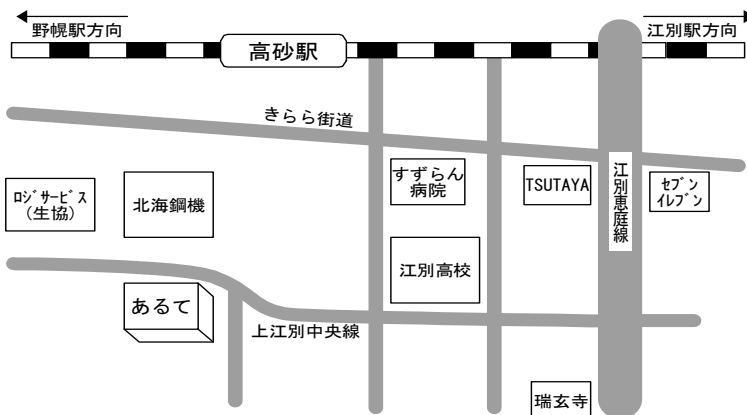 野幌駅方向
江別駅方向
高砂駅
きらら街道
ﾛｼﾞｻｰﾋﾞｽ
(生協)
北海鋼機
すずらん
病院
TSUTAYA
江別恵庭線
ｾﾌﾞﾝ
ｲﾚﾌﾞﾝ
江別高校
あるて
上江別中央線
瑞玄寺